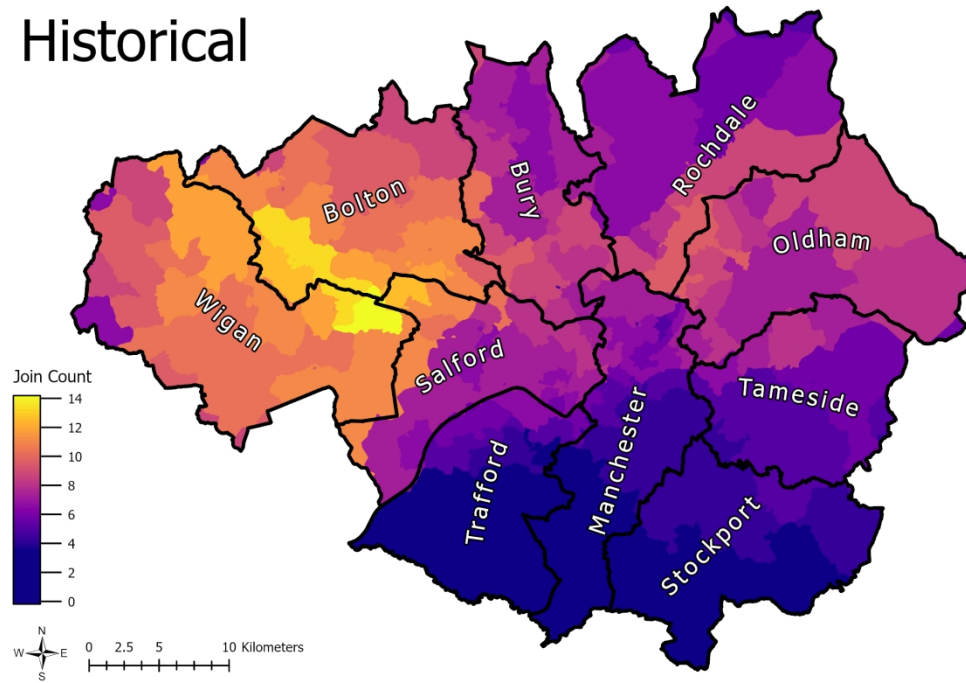 Historical
Rochdale
Bury
Bolton
Oldham
Wigan
Salford
Tameside
Manchester
Trafford
Stockport
Join Count
14
12
10
8
6
4
2
0
N
W E
S
0 2.5 5 10 Kilometers